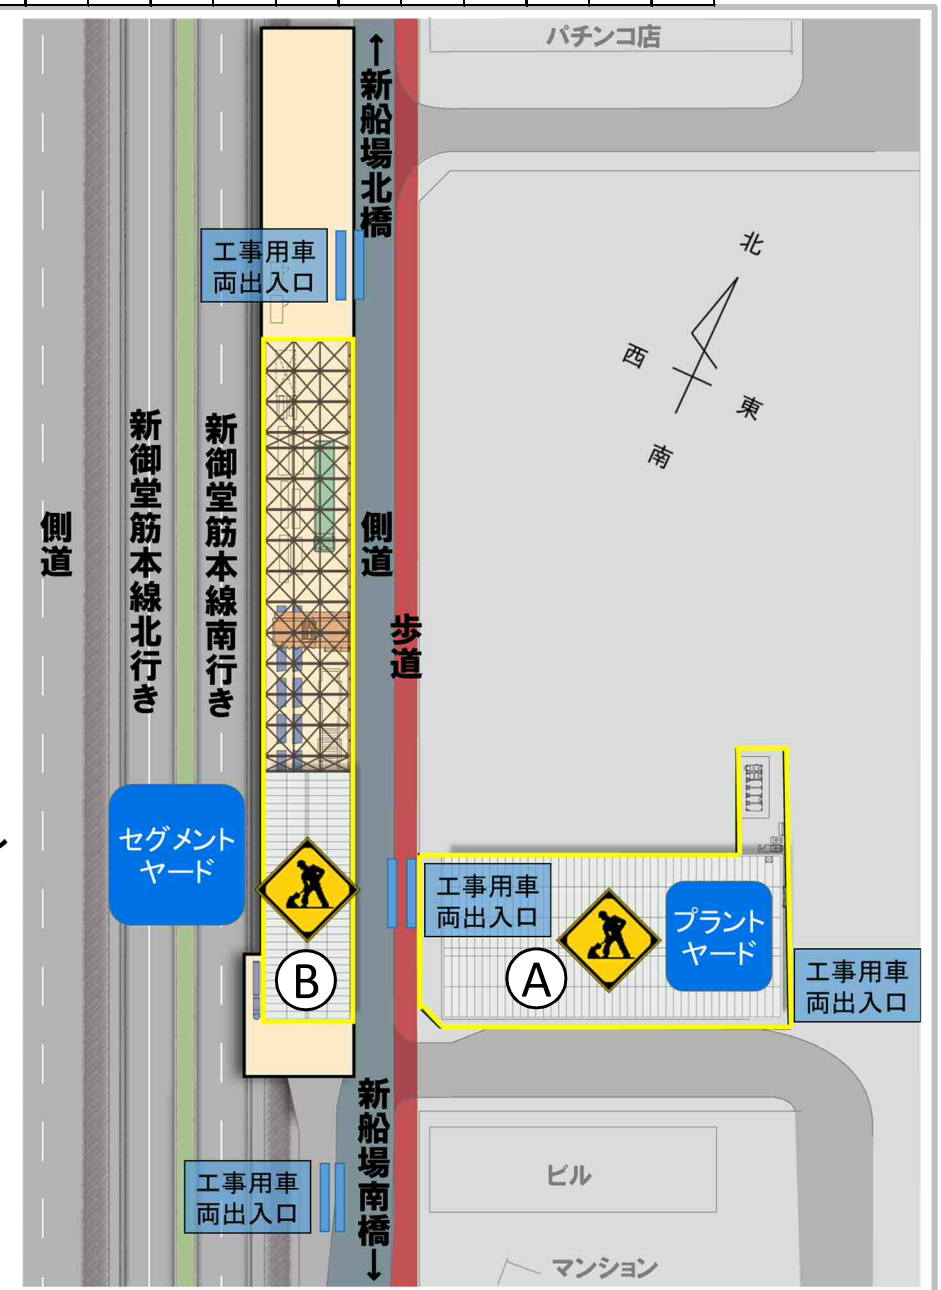 パチンコ店
↑新船場北橋
工事用車
両出入口
北
西
東
南
新御堂筋本線北行き
新御堂筋本線南行き
側道
側道
歩道
セグメント
ヤード
工事用車
両出入口
プラント
ヤード
B
A
工事用車
両出入口
新船場南橋↓
工事用車
両出入口
ビル
マンション